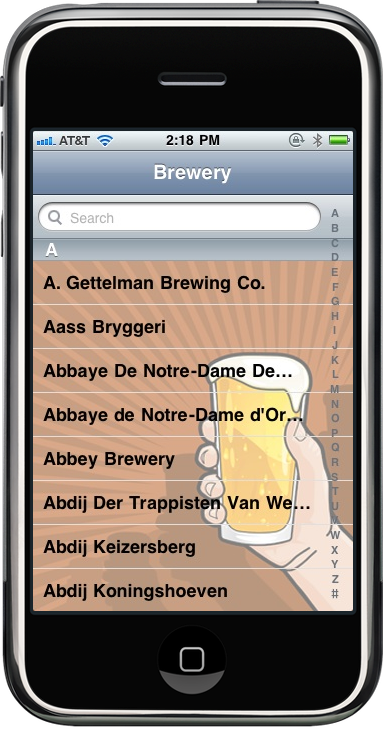 AT&T 2:18 PM
Brewery
Search
A
A. Gettelman Brewing Co.
Aass Bryggeri
Abbaye De Notre-Dame De...
Abbaye de Notre-Dame d'Or...
Abbey Brewery
Abdij Der Trappisten Van We...
Abdij Keizersberg
Abdij Koningshoeven
A
B
C
D
E
F
G
H
I
J
K
L
M
N
O
P
Q
R
S
T
U
V
W
X
Y
Z
#